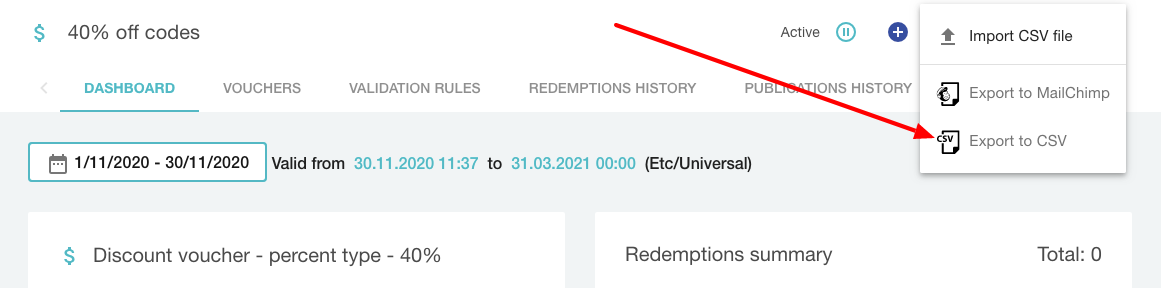 $ 40% off codes
Active
Import CSV file
DASHBOARD VOUCHERS VALIDATION RULES REDEMPTIONS HISTORY PUBLICATIONS HISTORY
Export to MailChimp
CSV Export to CSV
1/11/2020 - 30/11/2020 Valid from 30.11.2020 11:37 to 31.03.2021 00:00 (Etc/Universal)
$ Discount voucher - percent type - 40%
Redemptions summary Total: 0